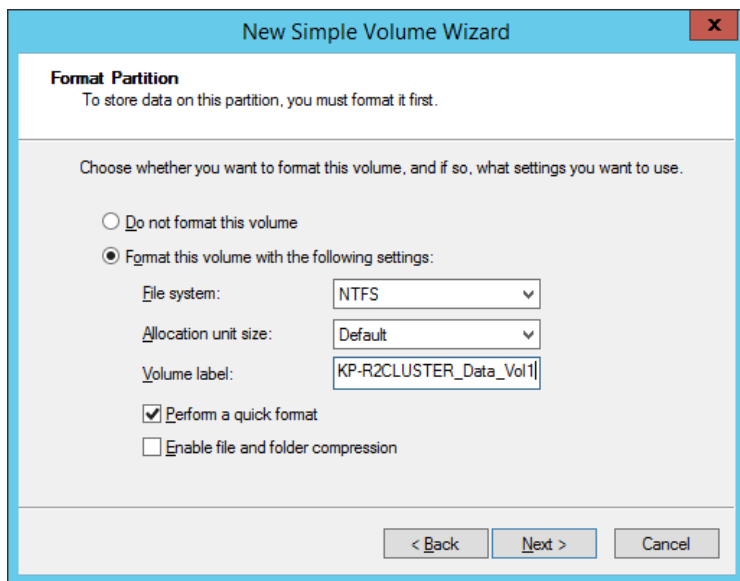 New Simple Volume Wizard
x
Format Partition
To store data on this partition, you must format it first.
Choose whether you want to format this volume, and if so, what settings you want to use.
Do not format this volume
Format this volume with the following settings:
File system: NTFS
Allocation unit size: Default
Volume label: KP-R2CLUSTER_Data_Vol1
Perform a quick format
Enable file and folder compression
< Back Next > Cancel